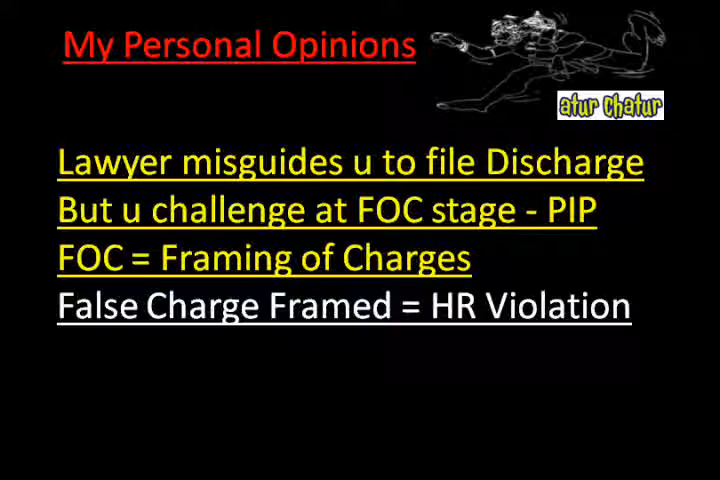 My Personal Opinions
atur chatur
Lawyer misguides u to file Discharge
But u challenge at FOC stage - PIP
FOC = Framing of Charges
False Charge Framed = HR Violation